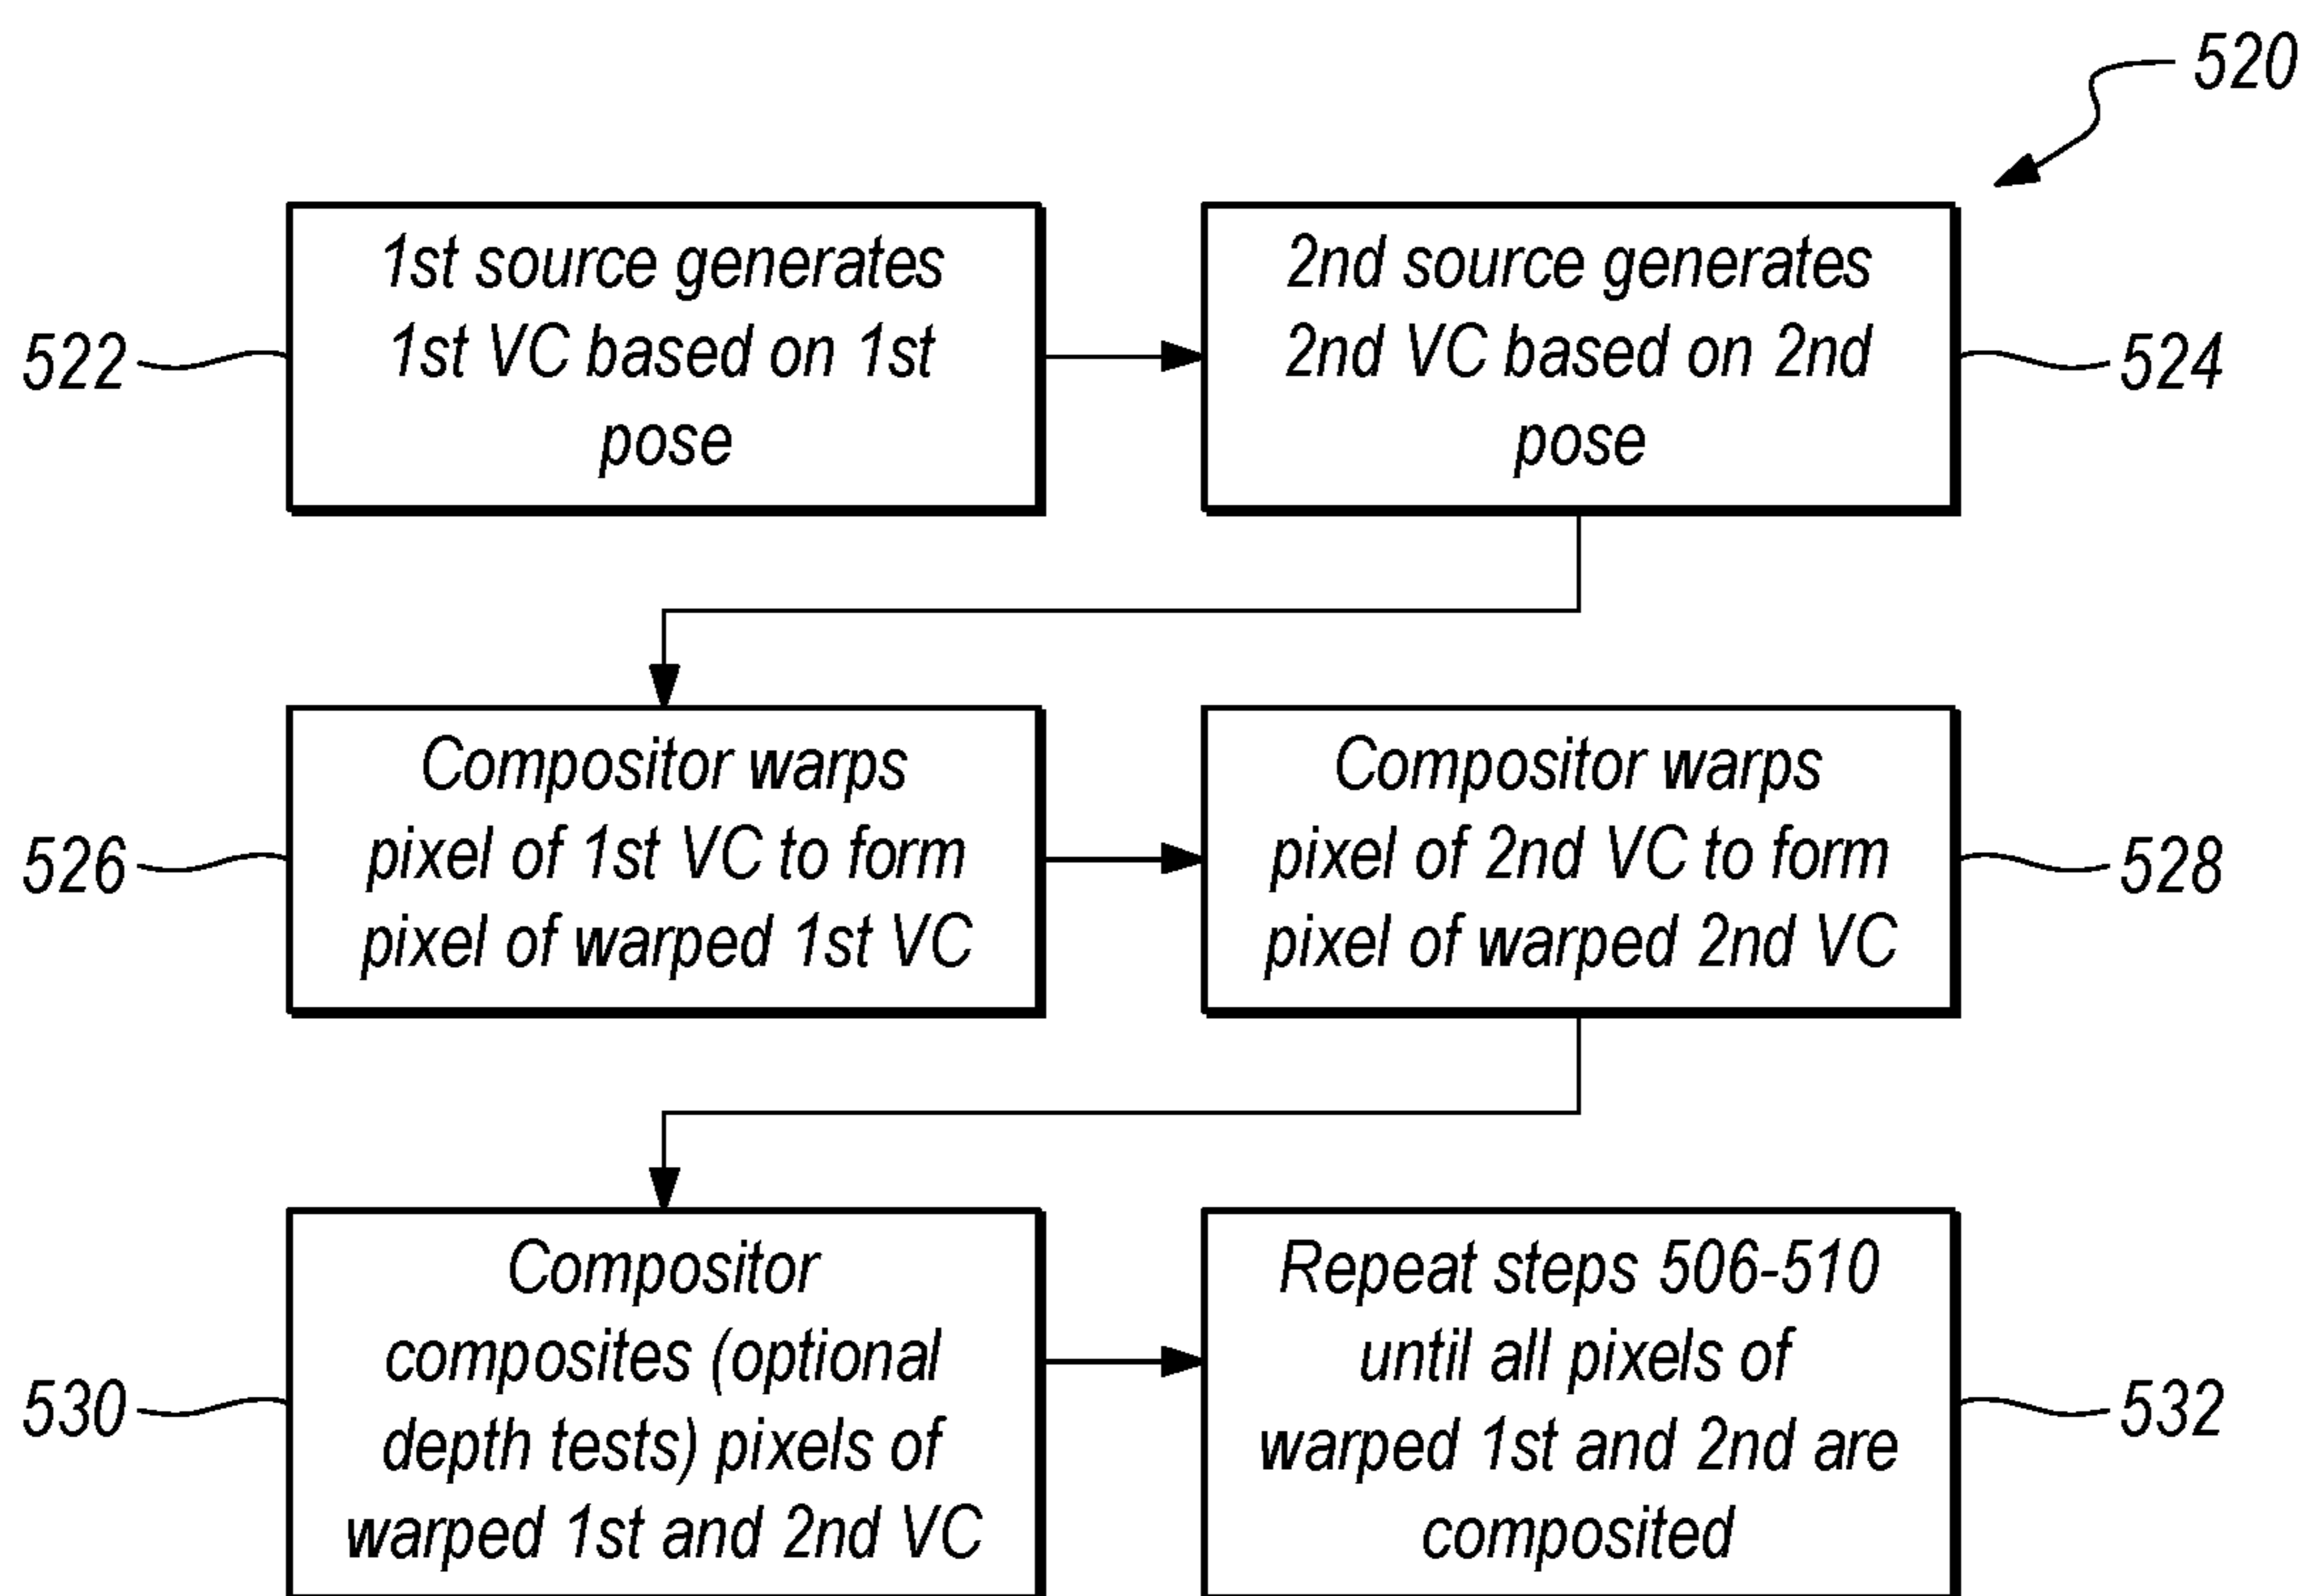 520
1st source generates
1st VC based on 1st
pose
522
2nd source generates
2nd VC based on 2nd
pose
524
Compositor warps
pixel of 1st VC to form
pixel of warped 1st VC
526
Compositor warps
pixel of 2nd VC to form
pixel of warped 2nd VC
528
Compositor
composites (optional
depth tests) pixels of
warped 1st and 2nd VC
530
Repeat steps 506-510
until all pixels of
warped 1st and 2nd are
composited
532